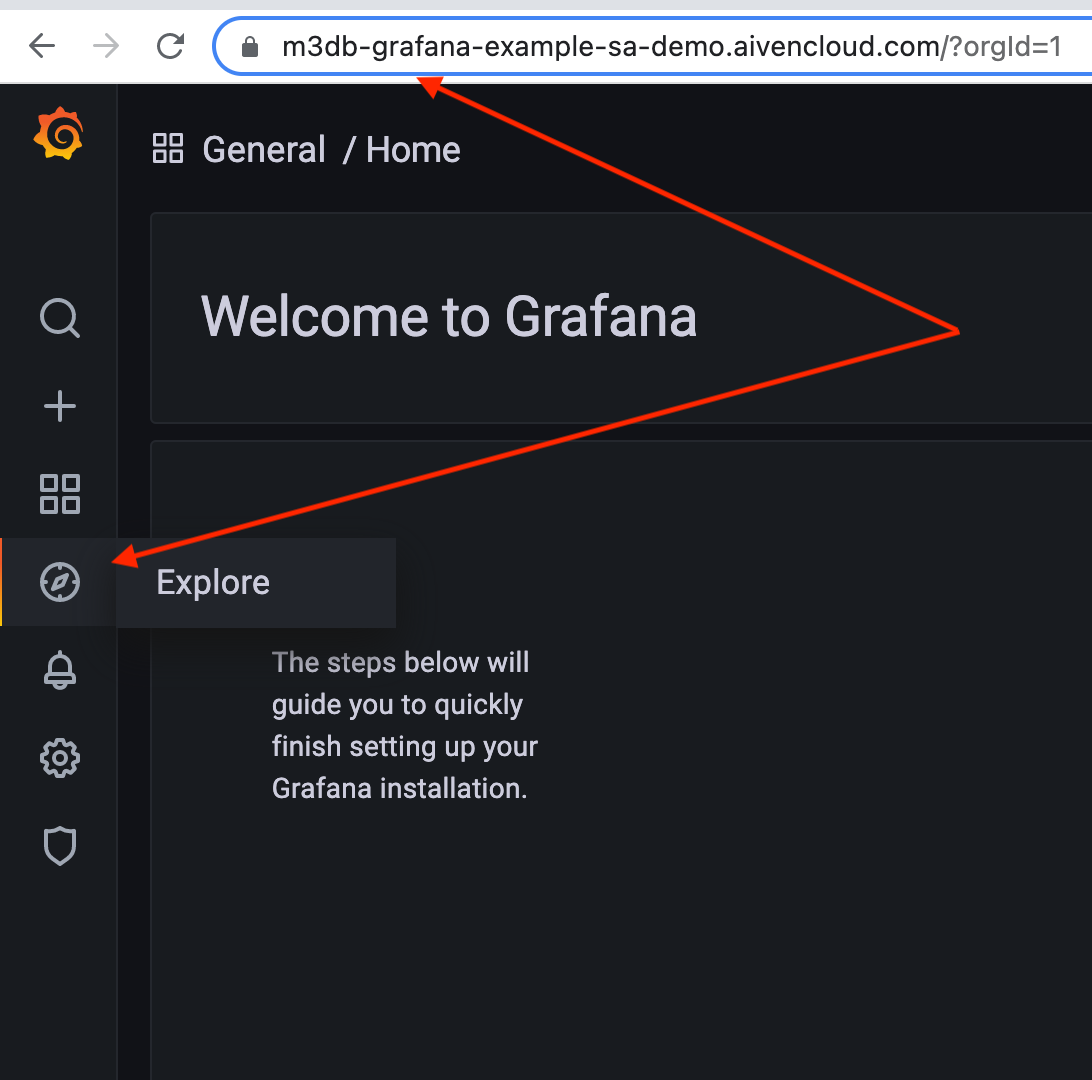 m3db-grafana-example-sa-demo.aivencloud.com/?orgId=1
General / Home
Welcome to Grafana
Explore
The steps below will
guide you to quickly
finish setting up your
Grafana installation.